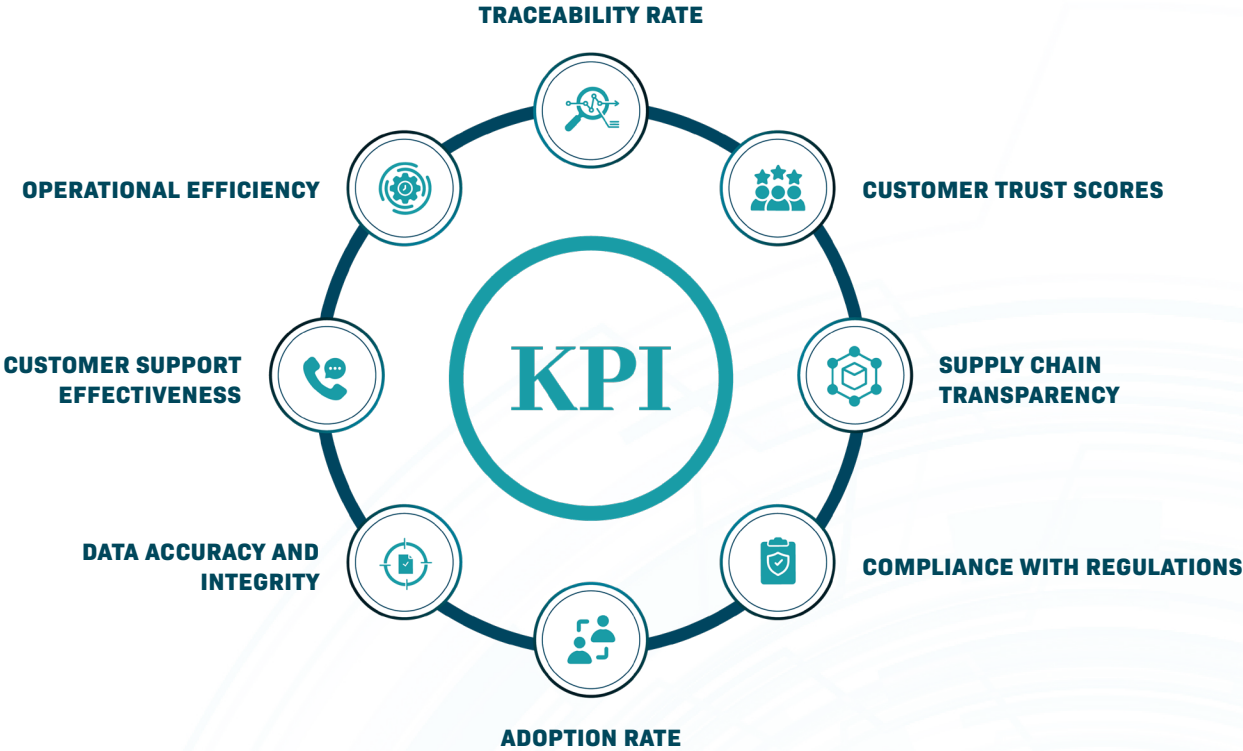 TRACEABILITY RATE
OPERATIONAL EFFICIENCY
CUSTOMER TRUST SCORES
KPI
CUSTOMER SUPPORT
EFFECTIVENESS
SUPPLY CHAIN
TRANSPARENCY
DATA ACCURACY AND
INTEGRITY
COMPLIANCE WITH REGULATIONS
ADOPTION RATE